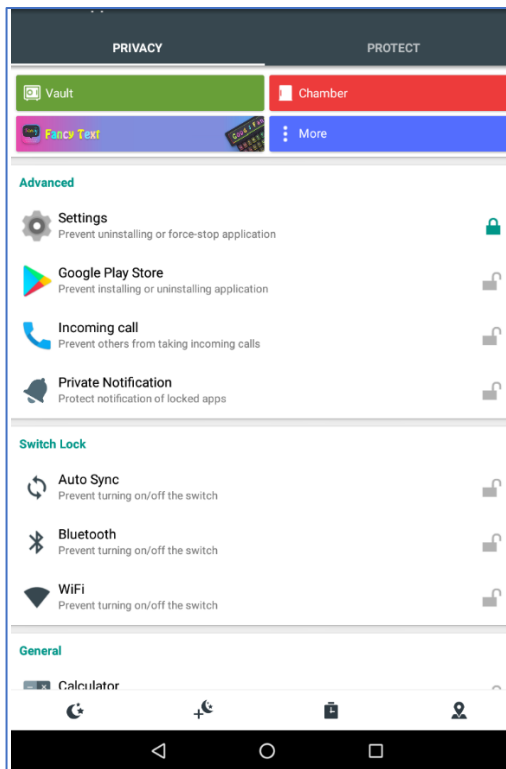 PRIVACY PROTECT
Vault Chamber
Fancy Text More
Advanced
Settings
Prevent uninstalling or force-stop application
Google Play Store
Prevent installing or uninstalling application
Incoming call
Prevent others from taking incoming calls
Private Notification
Protect notification of locked apps
Switch Lock
Auto Sync
Prevent turning on/off the switch
Bluetooth
Prevent turning on/off the switch
WiFi
Prevent turning on/off the switch
General
Calculator